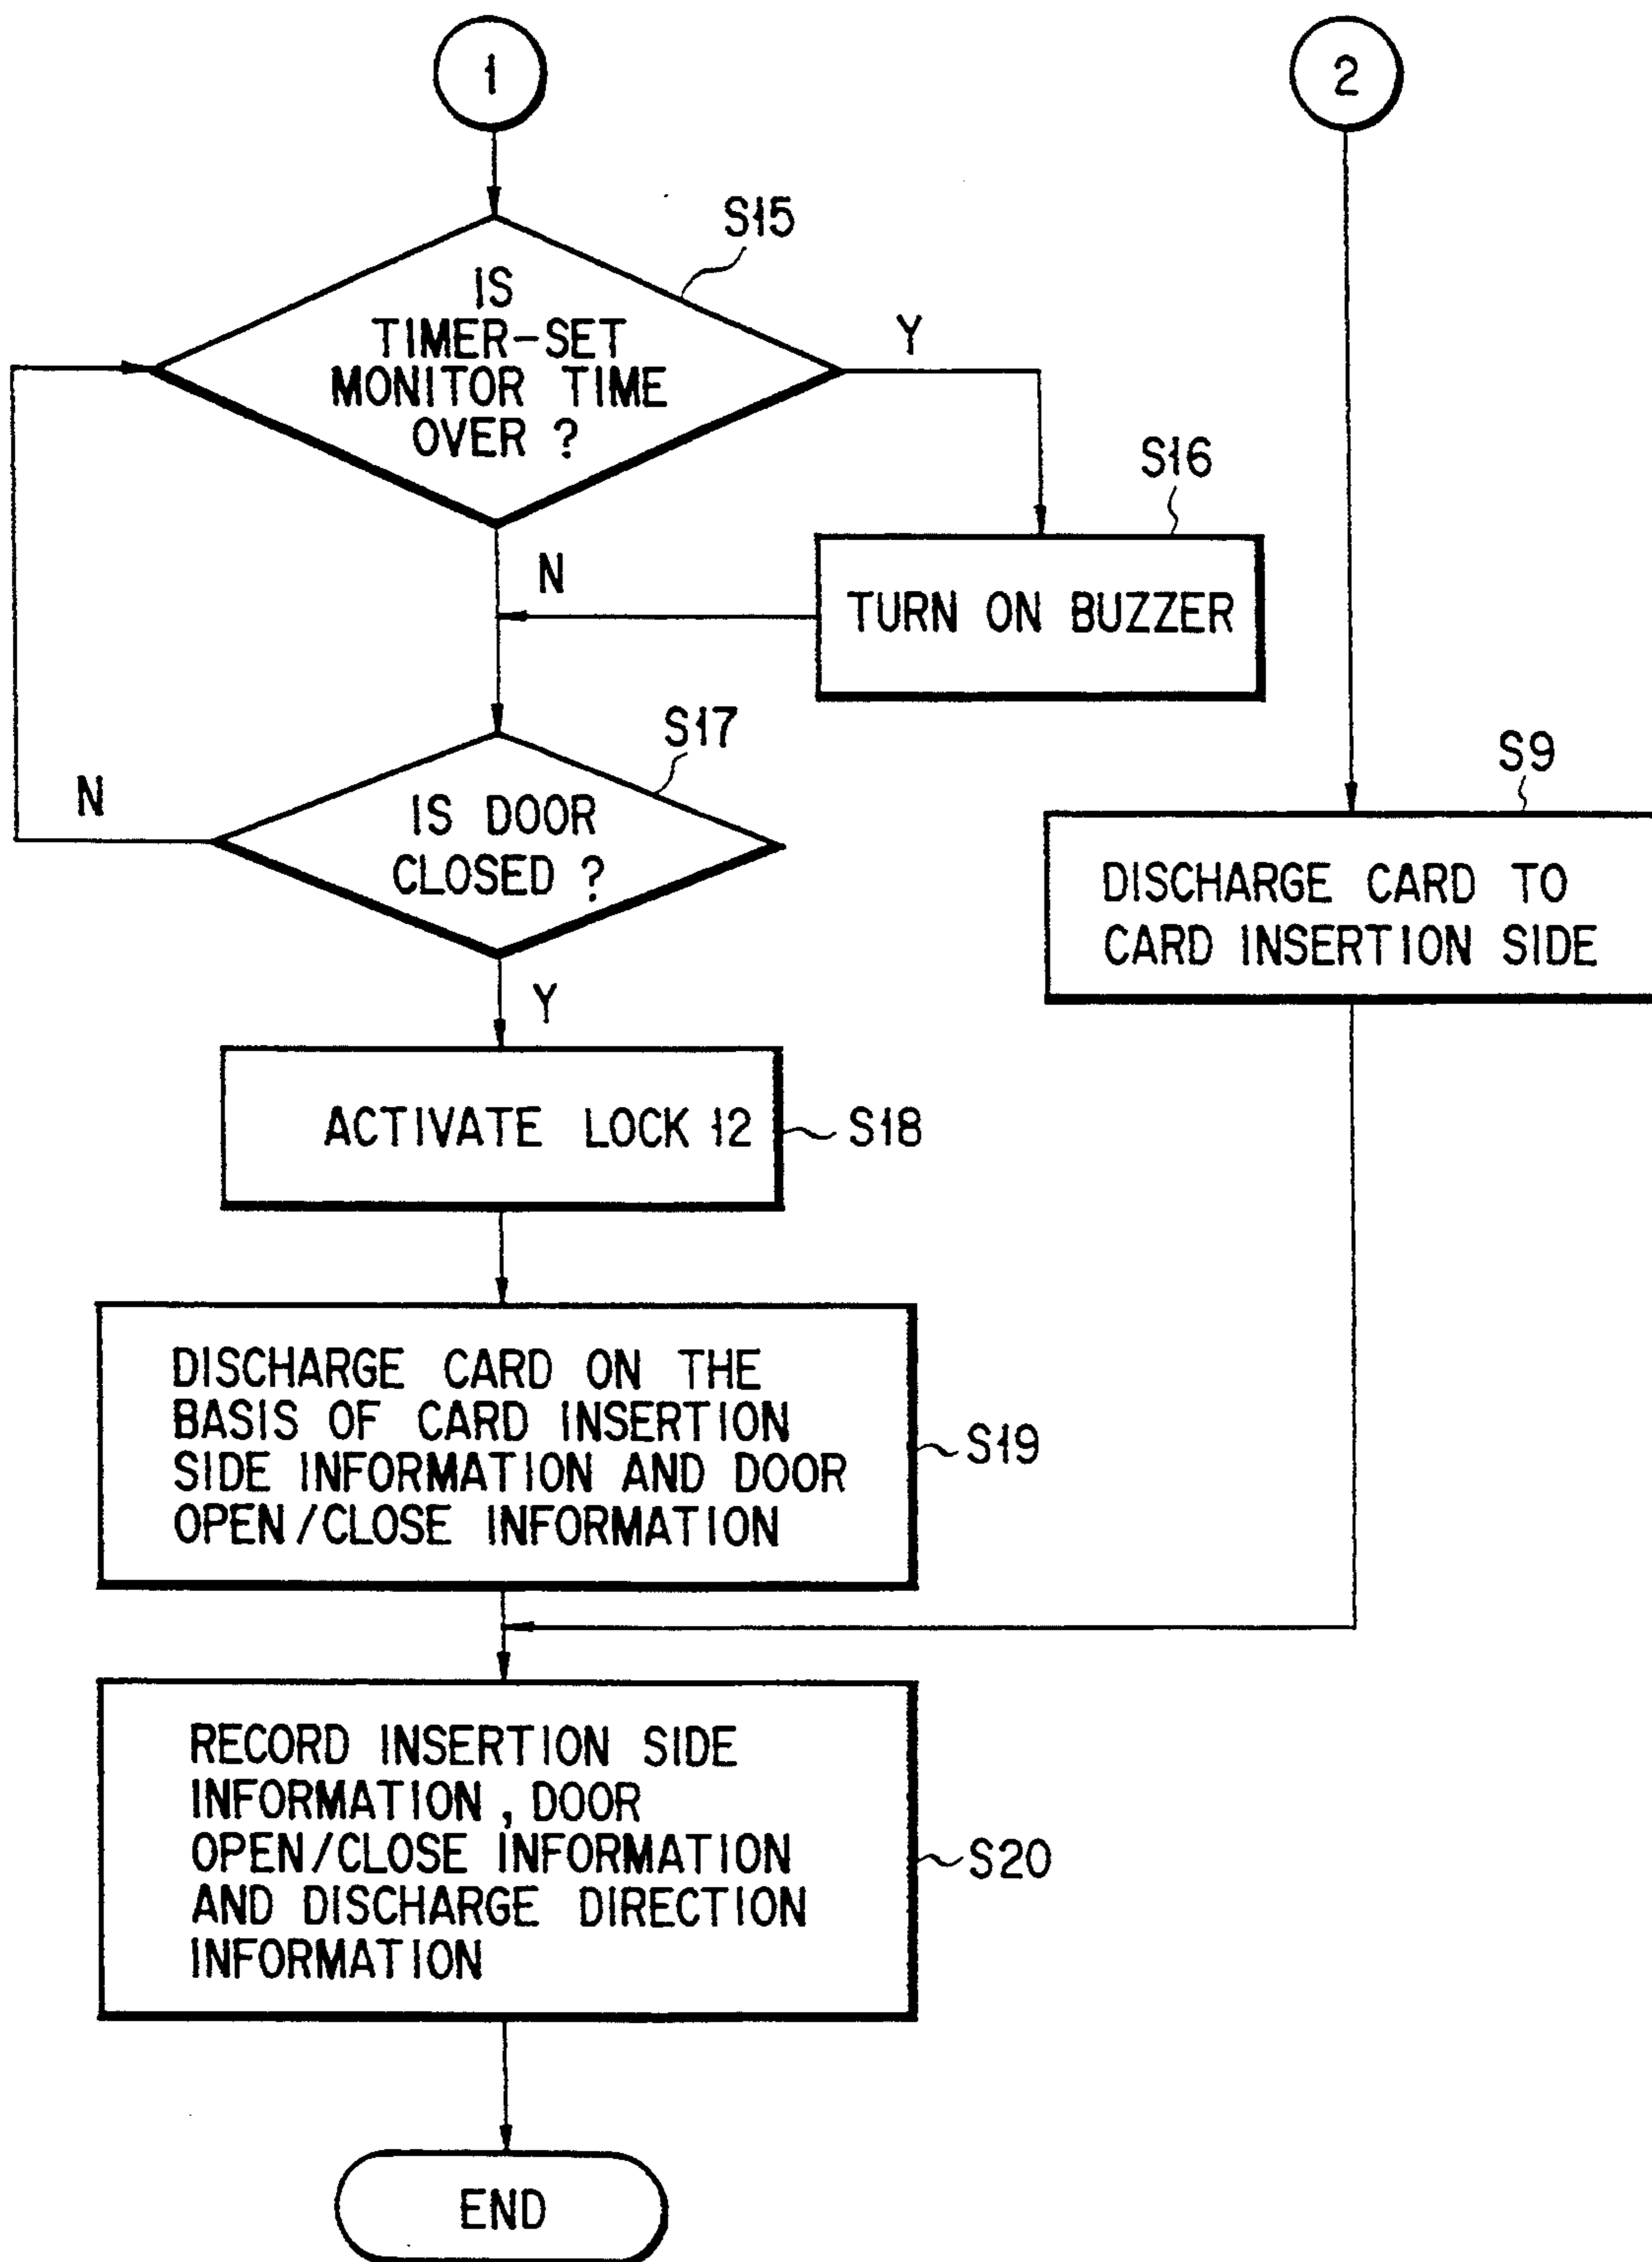 1
2
S15
IS
TIMER-SET
MONITOR TIME
OVER ?
Y
S16
N
TURN ON BUZZER
S17
N
IS DOOR
CLOSED ?
S9
DISCHARGE CARD TO
CARD INSERTION SIDE
Y
ACTIVATE LOCK 12
S18
DISCHARGE CARD ON THE
BASIS OF CARD INSERTION
SIDE INFORMATION AND DOOR
OPEN/CLOSE INFORMATION
S19
RECORD INSERTION SIDE
INFORMATION, DOOR
OPEN/CLOSE INFORMATION
AND DISCHARGE DIRECTION
INFORMATION
S20
END